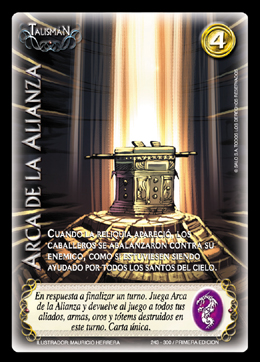 TALISMÁN
4
ARCA DE LA ALIANZA
CUANDO LA RELIQUIA APARECIÓ, LOS
CABALLEROS SE ABALANZARON CONTRA SU
ENEMIGO, COMO SI ESTUVIESEN SIENDO
AYUDADO POR TODOS LOS SANTOS DEL CIELO.
En respuesta a finalizar un turno. Juega Arca
de la Alianza y devuelve al juego a todos tus
aliados, armas, oros y tótems destruidos en
este turno. Carta única.
ILUSTRADOR: MAURICIO HERRERA
/ PRIMERA EDICION